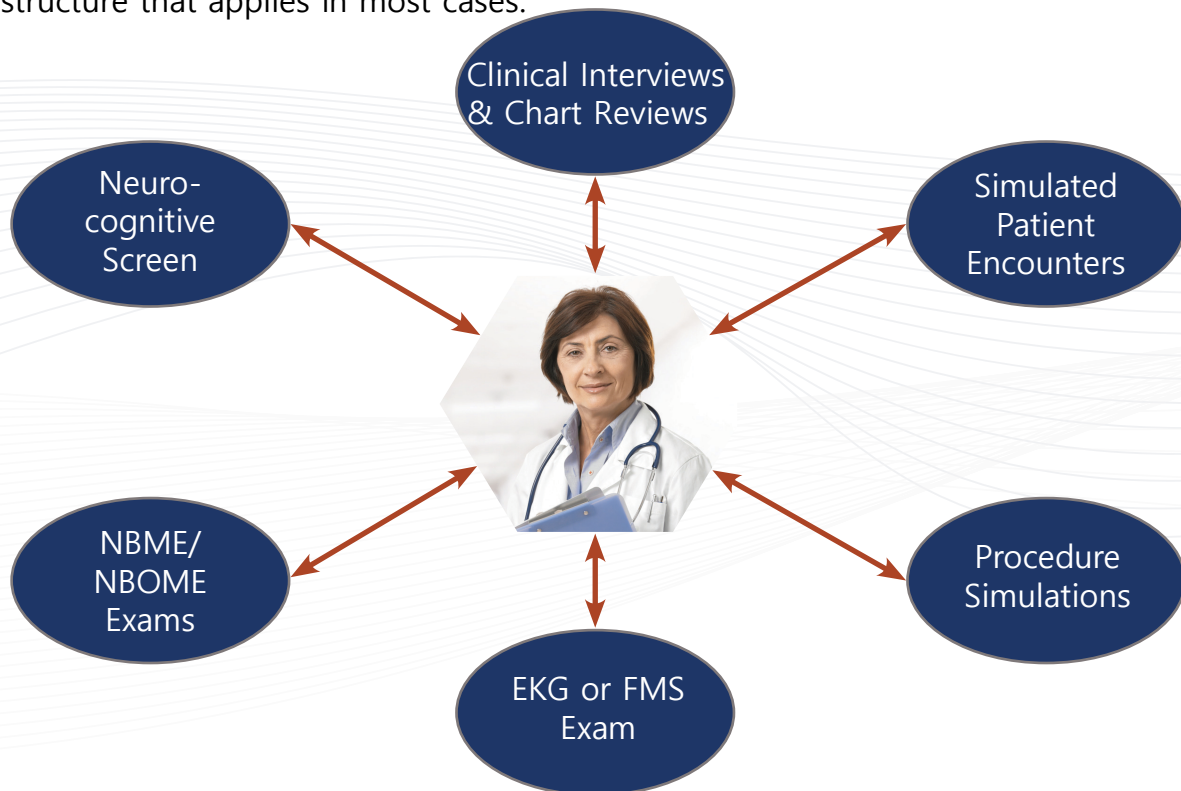 structure that applies in most cases.
Clinical Interviews
& Chart Reviews
Neuro-
cognitive
Screen
Simulated
Patient
Encounters
NBME/
NBOME
Exams
Procedure
Simulations
EKG or FMS
Exam